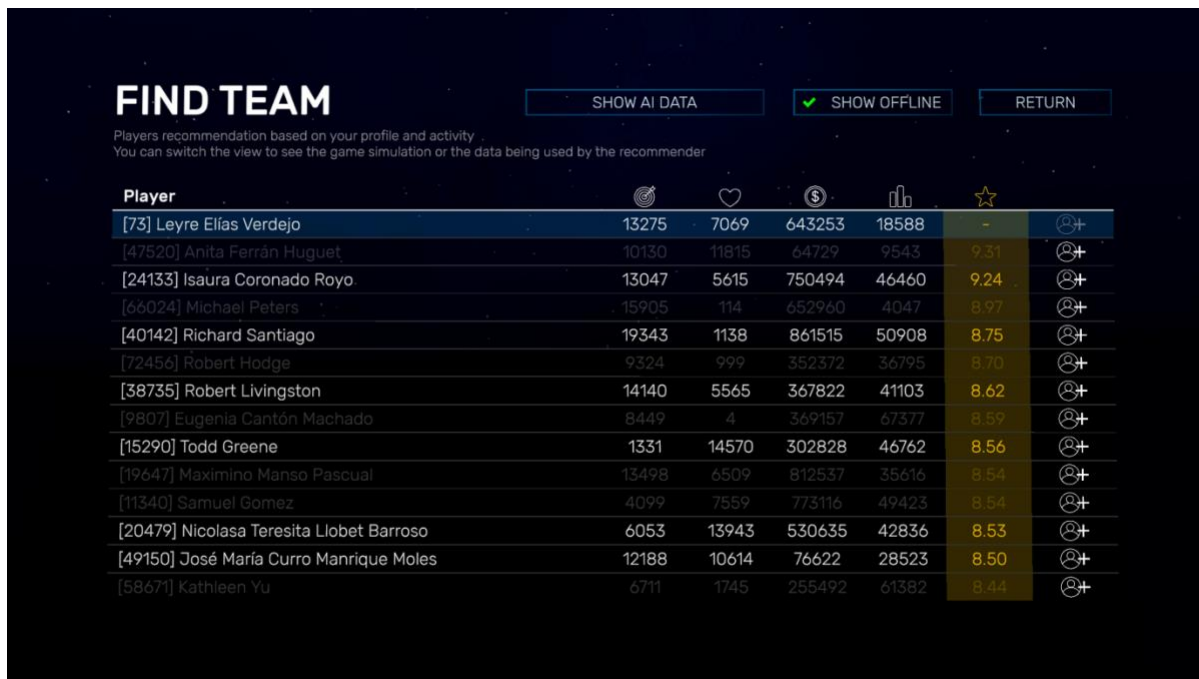 FIND TEAM
SHOW AI DATA
SHOW OFFLINE
RETURN
Players recommendation based on your profile and activity
You can switch the view to see the game simulation or the data being used by the recommender
Player
[73] Leyre Elías Verdejo 13275 7069 643253 18588 -
[47520] Anita Ferrán Huguet 10130 11815 64729 9543 9.31
[24133] Isaura Coronado Royo 13047 5615 750494 46460 9.24
[66024] Michael Peters 15905 114 652960 4047 8.97
[40142] Richard Santiago 19343 1138 861515 50908 8.75
[72456] Robert Hodge 9324 999 352372 36795 8.70
[38735] Robert Livingston 14140 5565 367822 41103 8.62
[9807] Eugenia Cantón Machado 8449 4 369157 67377 8.59
[15290] Todd Greene 1331 14570 302828 46762 8.56
[19647] Maximino Manso Pascual 13498 6509 812537 35616 8.54
[11340] Samuel Gomez 4099 7559 773116 49423 8.54
[20479] Nicolasa Teresita Llobet Barroso 6053 13943 530635 42836 8.53
[49150] José María Curro Manrique Moles 12188 10614 76622 28523 8.50
[58671] Kathleen Yu 6711 1745 255492 61382 8.44